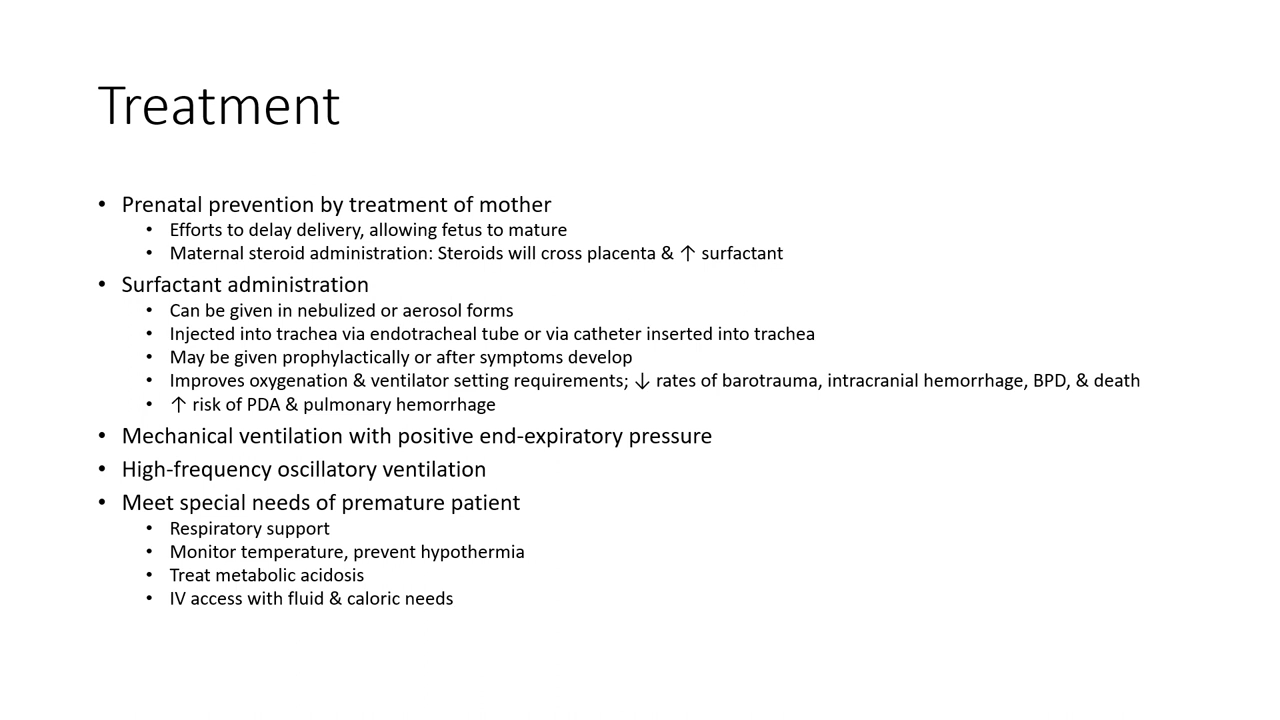 Treatment
• Prenatal prevention by treatment of mother
• Efforts to delay delivery, allowing fetus to mature
• Maternal steroid administration: Steroids will cross placenta & ↑ surfactant
• Surfactant administration
• Can be given in nebulized or aerosol forms
• Injected into trachea via endotracheal tube or via catheter inserted into trachea
• May be given prophylactically or after symptoms develop
• Improves oxygenation & ventilator setting requirements; ↓ rates of barotrauma, intracranial hemorrhage, BPD, & death
• ↑ risk of PDA & pulmonary hemorrhage
• Mechanical ventilation with positive end-expiratory pressure
• High-frequency oscillatory ventilation
• Meet special needs of premature patient
• Respiratory support
• Monitor temperature, prevent hypothermia
• Treat metabolic acidosis
• IV access with fluid & caloric needs